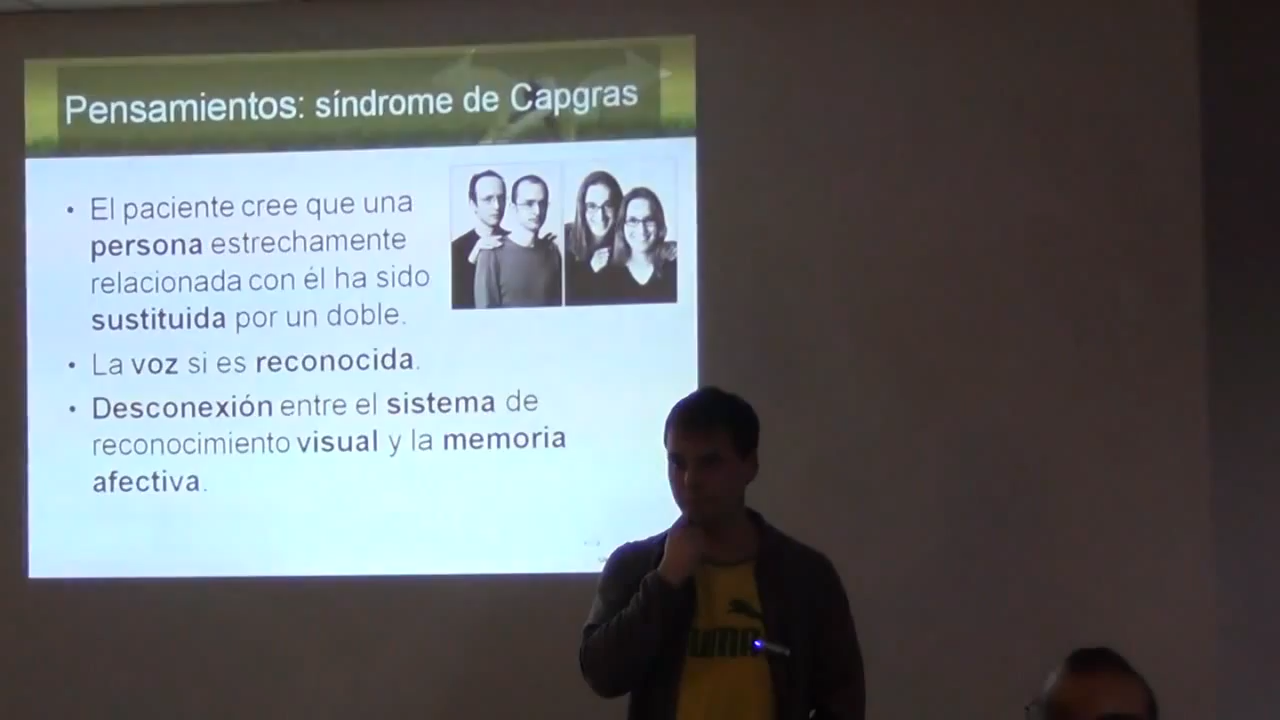 Pensamientos: síndrome de Capgras
• El paciente cree que una
persona estrechamente
relacionada con él ha sido
sustituida por un doble.
• La voz si es reconocida.
• Desconexión entre el sistema de
reconocimiento visual y la memoria
afectiva.
PUMA